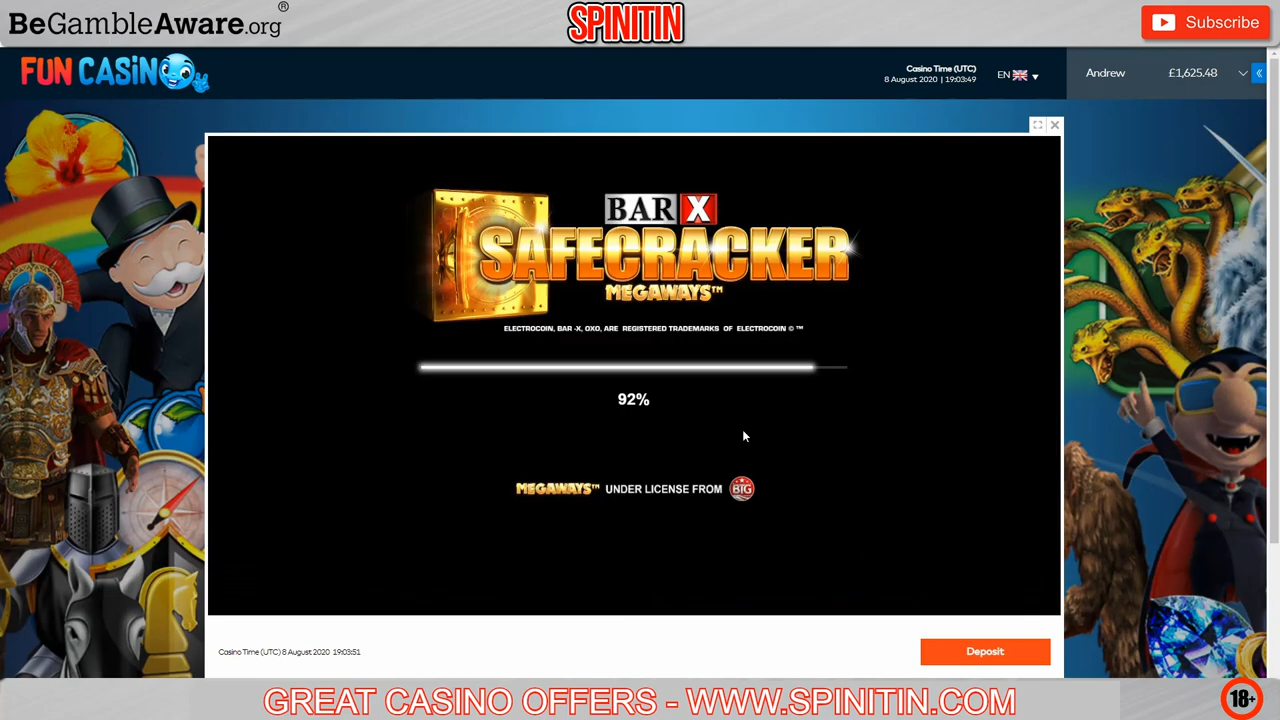 BeGambleAware.org®
SPINITIN
Subscribe
FUN CASINO
Casino Time (UTC)
8 August 2020 | 19:03:49
EN
Andrew
£1,625.48
BAR X
SAFECRACKER
MEGAWAYS™
ELECTROCOIN, BAR -X, OXO, ARE REGISTERED TRADEMARKS OF ELECTROCOIN © ™
92%
MEGAWAYS™ UNDER LICENSE FROM BTG
Casino Time (UTC) 8 August 2020 19:03:51
Deposit
GREAT CASINO OFFERS - WWW.SPINITIN.COM
18+